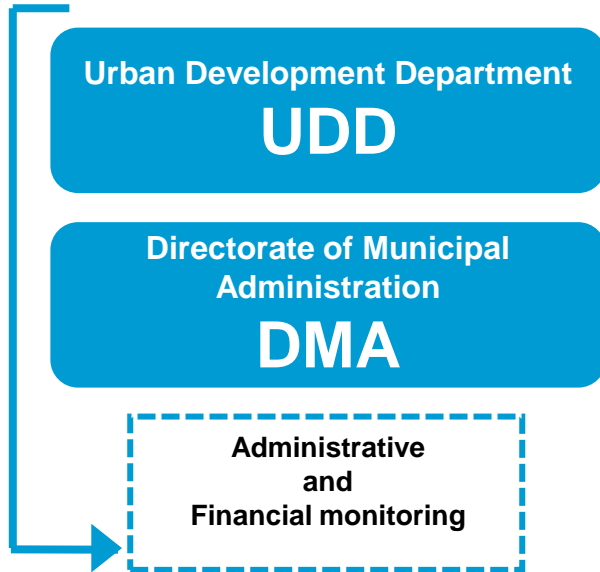 Urban Development Department
UDD
Directorate of Municipal
Administration
DMA
Administrative
and
Financial monitoring